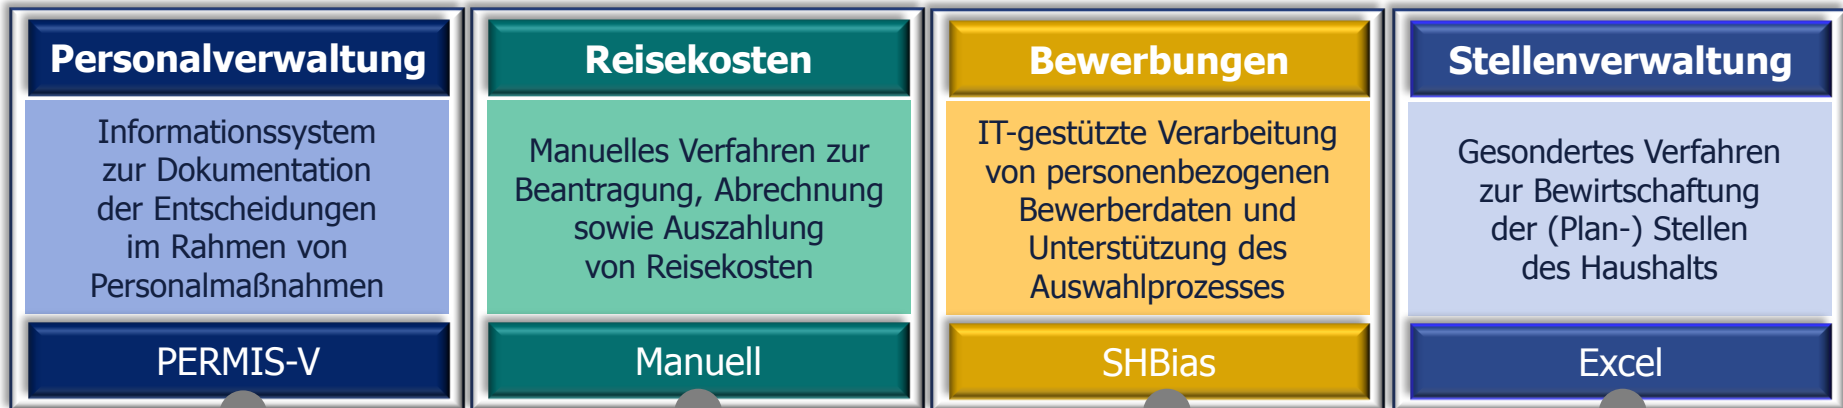 Personalverwaltung
Informationssystem
zur Dokumentation
der Entscheidungen
im Rahmen von
Personalmaßnahmen
PERMIS-V
Reisekosten
Manuelles Verfahren zur
Beantragung, Abrechnung
sowie Auszahlung
von Reisekosten
Manuell
Bewerbungen
IT-gestützte Verarbeitung
von personenbezogenen
Bewerberdaten und
Unterstützung des
Auswahlprozesses
SHBias
Stellenverwaltung
Gesondertes Verfahren
zur Bewirtschaftung
der (Plan-) Stellen
des Haushalts
Excel